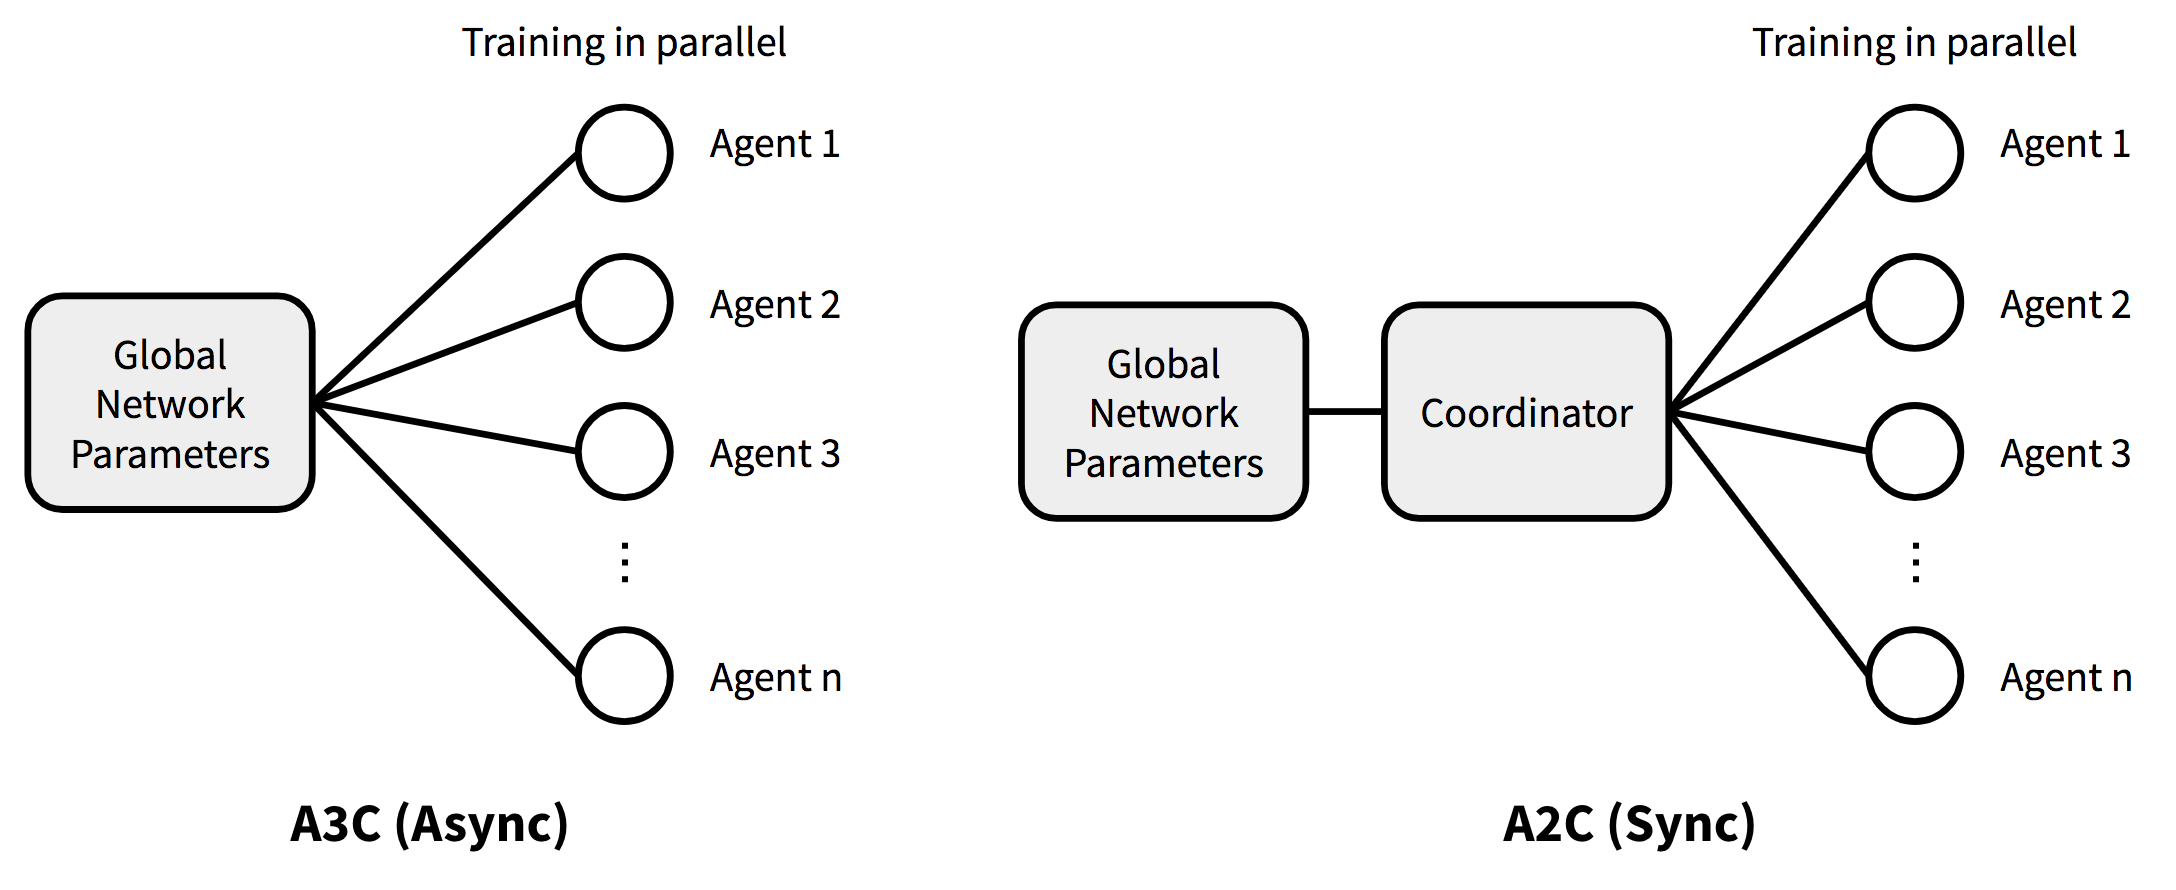 Training in parallel
Agent 1
Agent 2
Global
Network
Parameters
Agent 3
Agent n
A3C (Async)
Training in parallel
Agent 1
Agent 2
Global
Network
Parameters
Coordinator
Agent 3
Agent n
A2C (Sync)